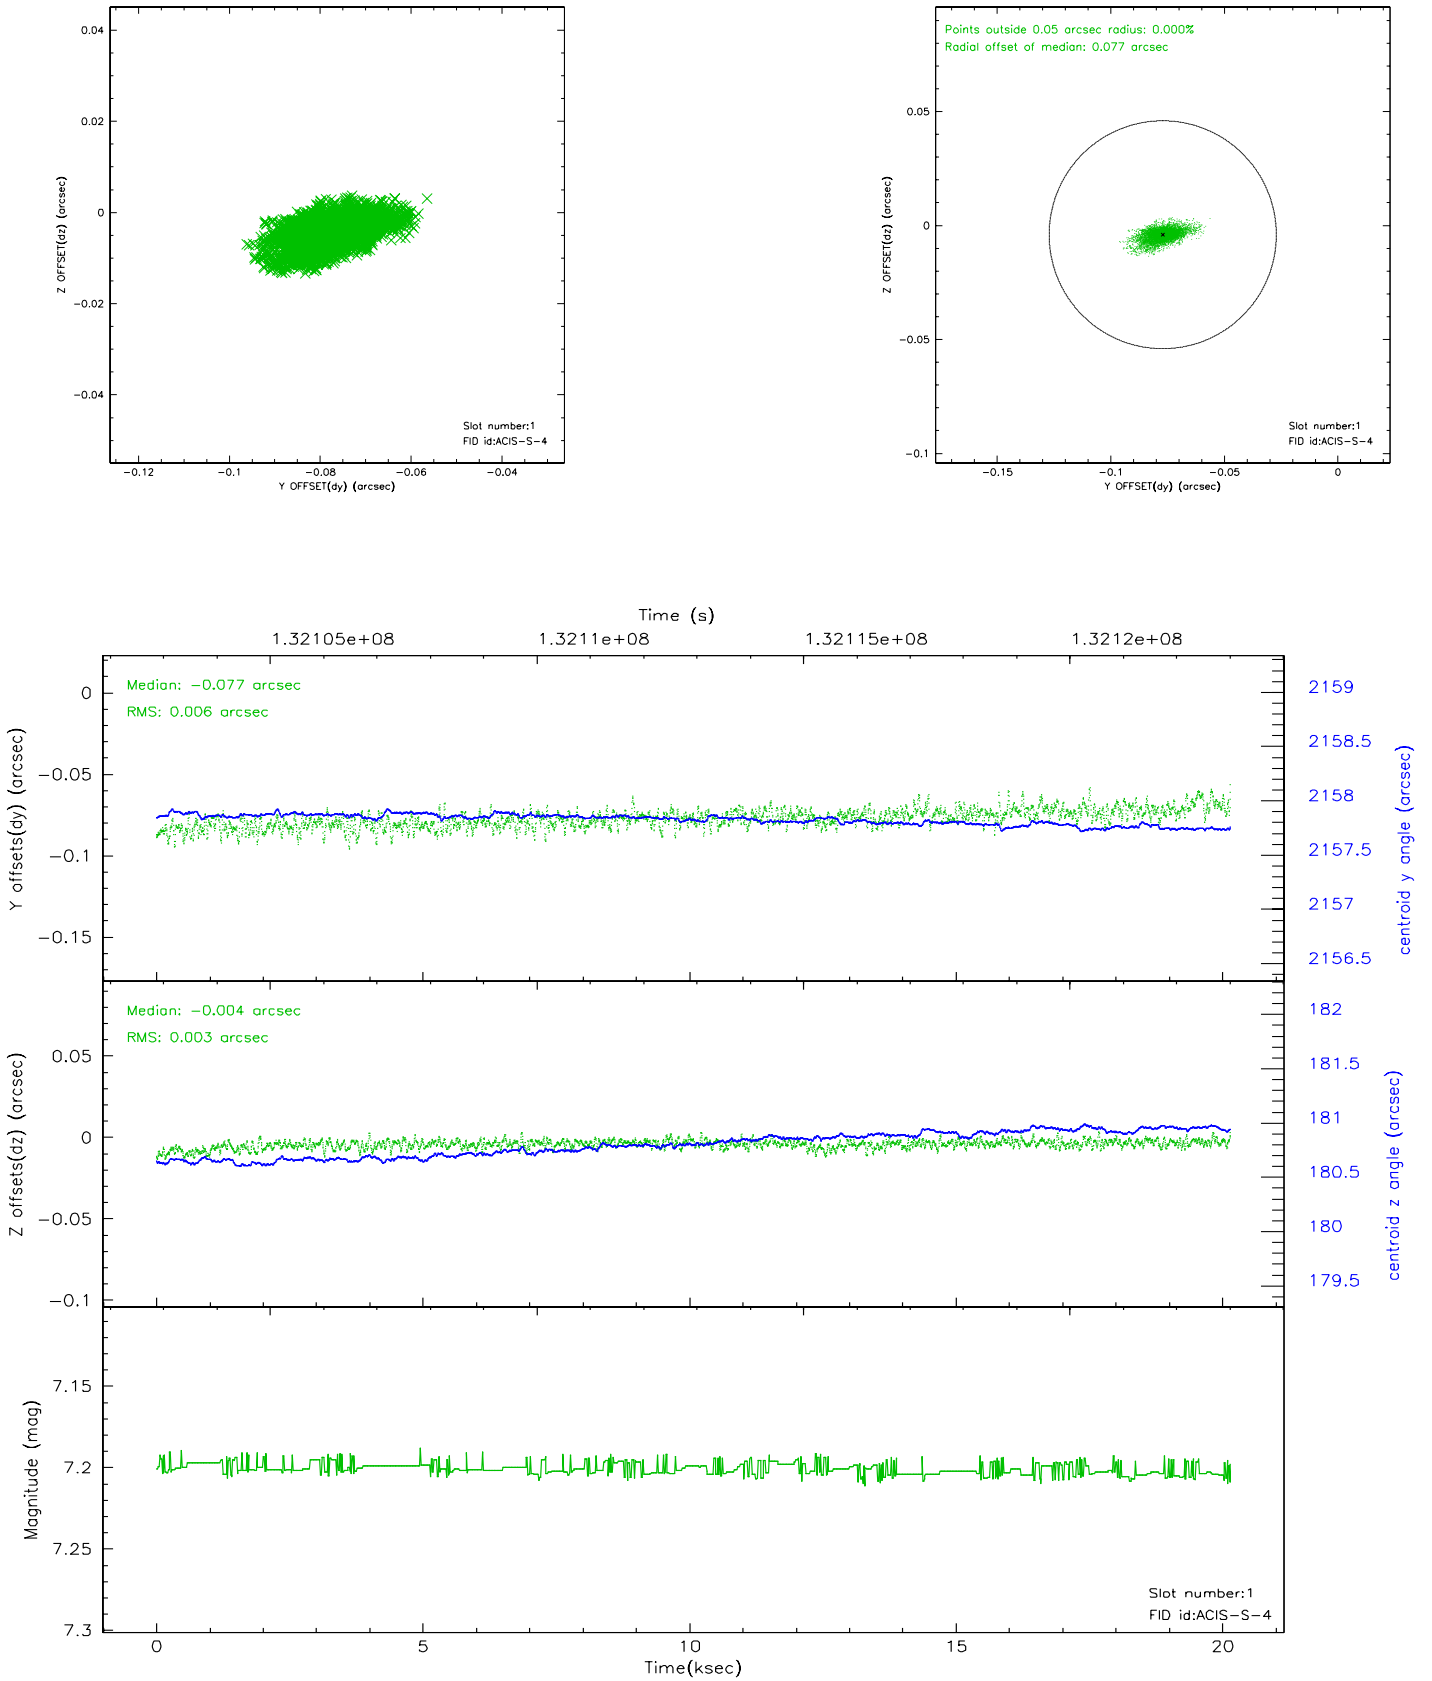 0.04
0.02
0
−0.02
−0.04
Z OFFSET(dz) (arcsec)
Slot number:1
FID id:ACIS−S−4
−0.12 −0.1 −0.08 −0.06 −0.04
Y OFFSET(dy) (arcsec)
Points outside 0.05 arcsec radius: 0.000%
Radial offset of median: 0.077 arcsec
0.05
0
−0.05
−0.1
Z OFFSET(dz) (arcsec)
Slot number:1
FID id:ACIS−S−4
−0.15 −0.1 −0.05 0
Y OFFSET(dy) (arcsec)
Time (s)
1.32105e+08 1.3211e+08 1.32115e+08 1.3212e+08
Median: −0.077 arcsec
RMS: 0.006 arcsec
0
−0.05
−0.1
−0.15
Y offsets(dy) (arcsec)
2159
2158.5
2158
2157.5
2157
2156.5
centroid y angle (arcsec)
Median: −0.004 arcsec
RMS: 0.003 arcsec
0.05
0
−0.05
−0.1
Z offsets(dz) (arcsec)
182
181.5
181
180.5
180
179.5
centroid z angle (arcsec)
7.15
7.2
7.25
7.3
Magnitude (mag)
Slot number:1
FID id:ACIS−S−4
0 5 10 15 20
Time(ksec)